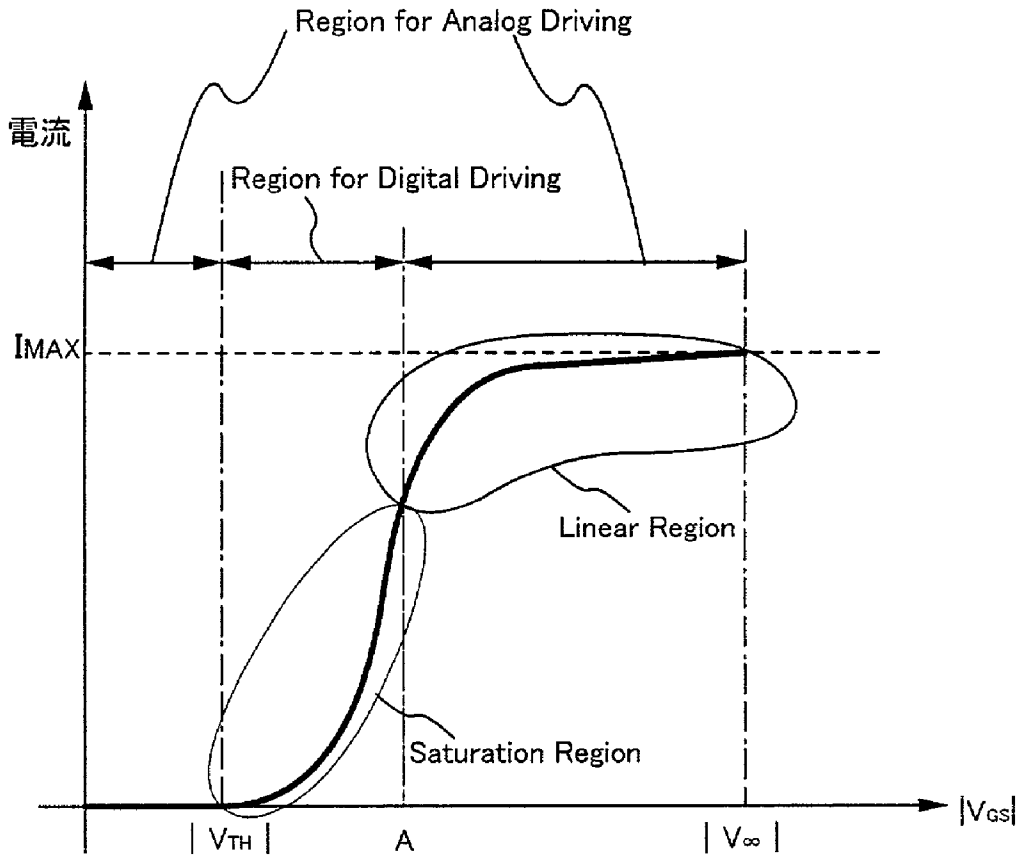 Region for Analog Driving
電流
Region for Digital Driving
IMAX
Linear Region
Saturation Region
|VGS|
|VTH|
A
|V∞|